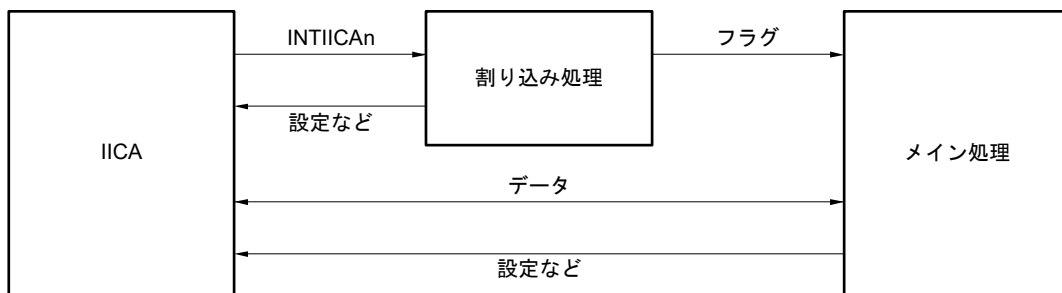 INTIICAn
フラグ
割り込み処理
設定など
IICA
メイン処理
データ
設定など